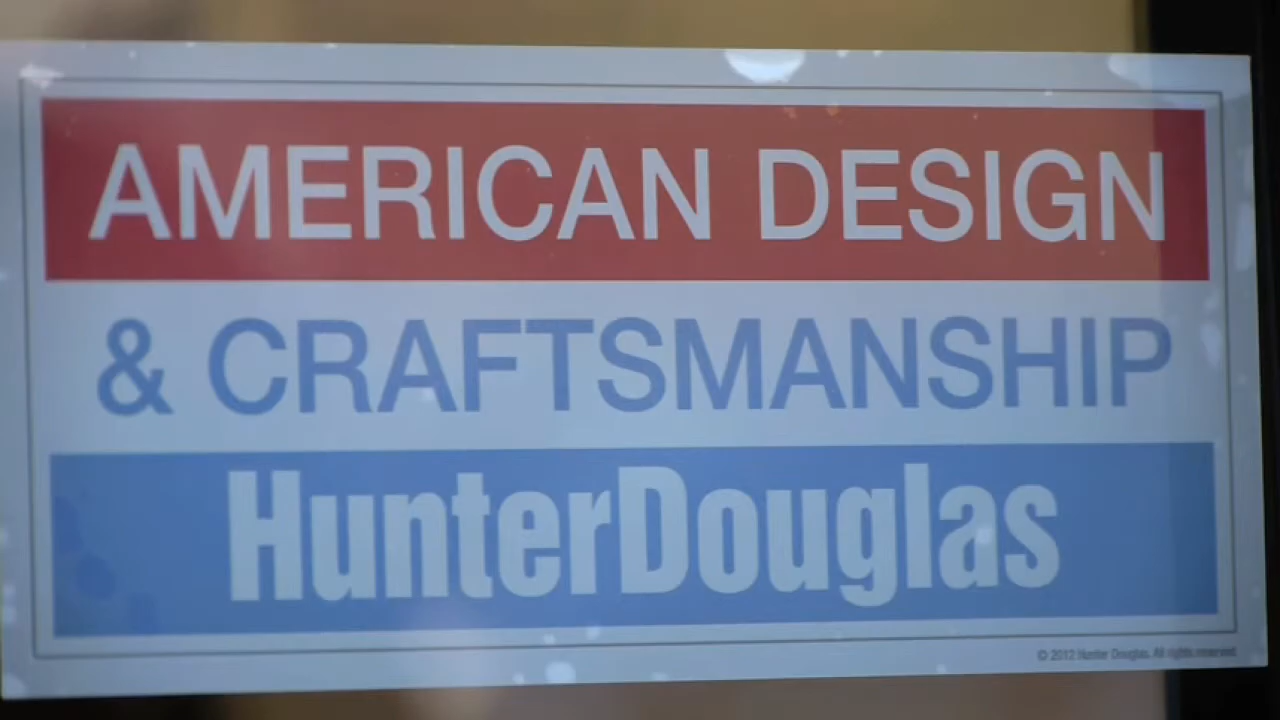 AMERICAN DESIGN
& CRAFTSMANSHIP
HunterDouglas
© 2012 Hunter Douglas. All rights reserved.